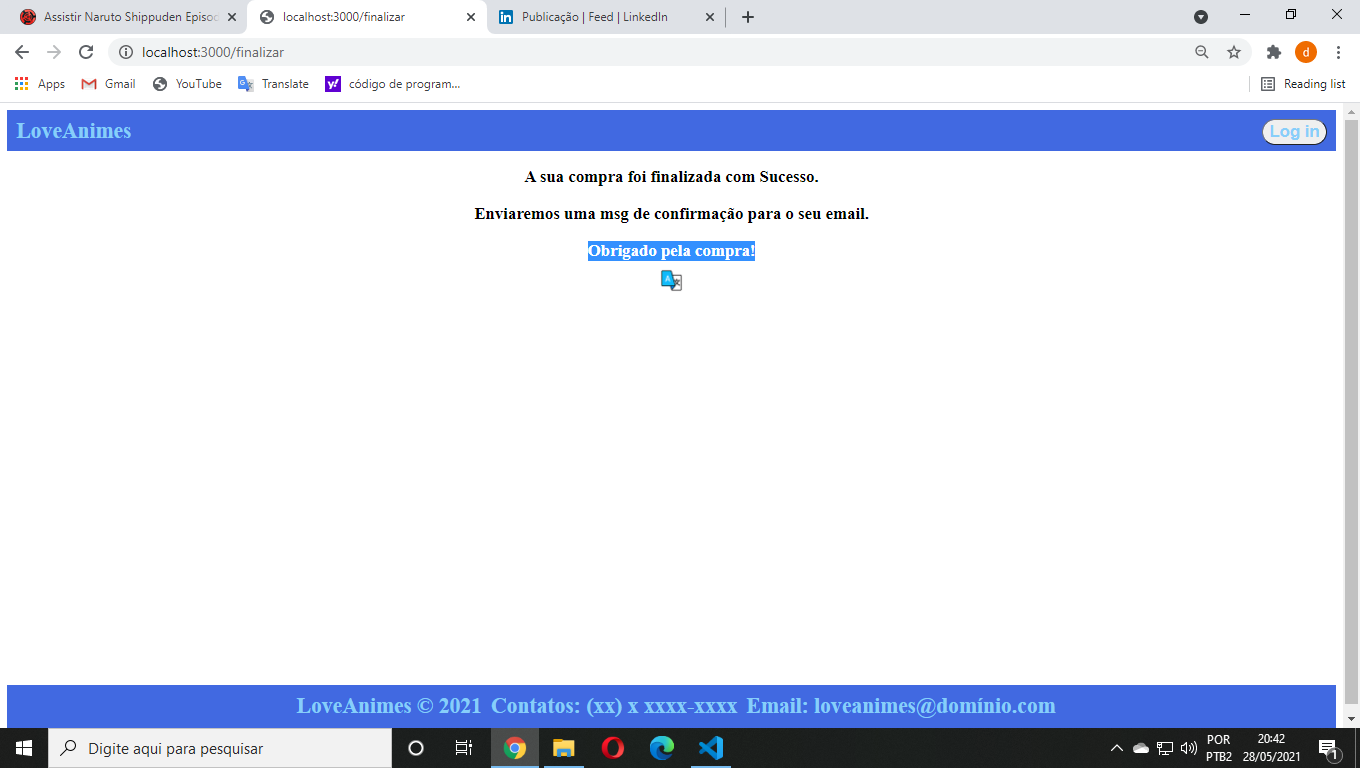 Assistir Naruto Shippuden Episo
localhost:3000/finalizar
Publicação | Feed | LinkedIn
localhost:3000/finalizar
d
Apps
Gmail
YouTube
Translate
código de program...
Reading list
LoveAnimes
Log in
A sua compra foi finalizada com Sucesso.
Enviaremos uma msg de confirmação para o seu email.
Obrigado pela compra!
LoveAnimes © 2021 Contatos: (xx) x xxxx-xxxx Email: loveanimes@domínio.com
Digite aqui para pesquisar
POR
PTB2
20:42
28/05/2021
1